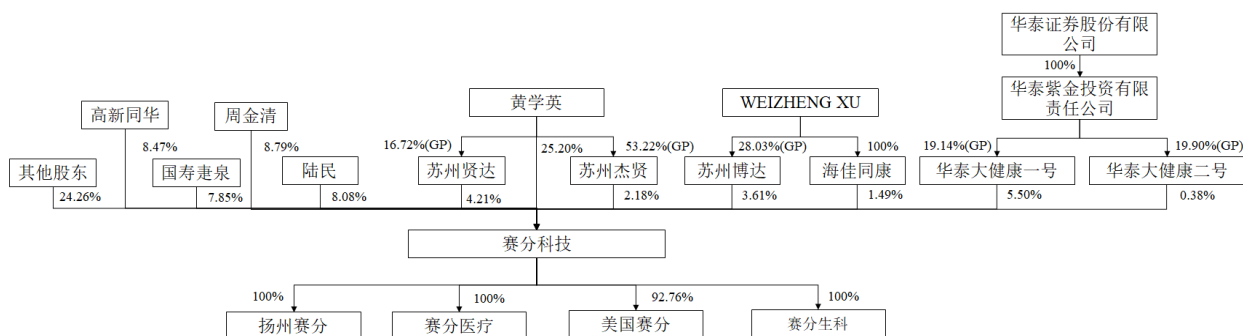 华泰证券股份有限
公司
100%
华泰紫金投资有限
责任公司
黄学英
WEIZHENG XU
高新同华
周金清
8.47%
8.79%
16.72%(GP)
25.20%
53.22%(GP)
28.03%(GP)
100%
19.14%(GP)
19.90%(GP)
其他股东
国寿疌泉
陆民
苏州贤达
苏州杰贤
苏州博达
海佳同康
华泰大健康一号
华泰大健康二号
24.26%
7.85%
8.08%
4.21%
2.18%
3.61%
1.49%
5.50%
0.38%
赛分科技
100%
100%
92.76%
100%
扬州赛分
赛分医疗
美国赛分
赛分生科